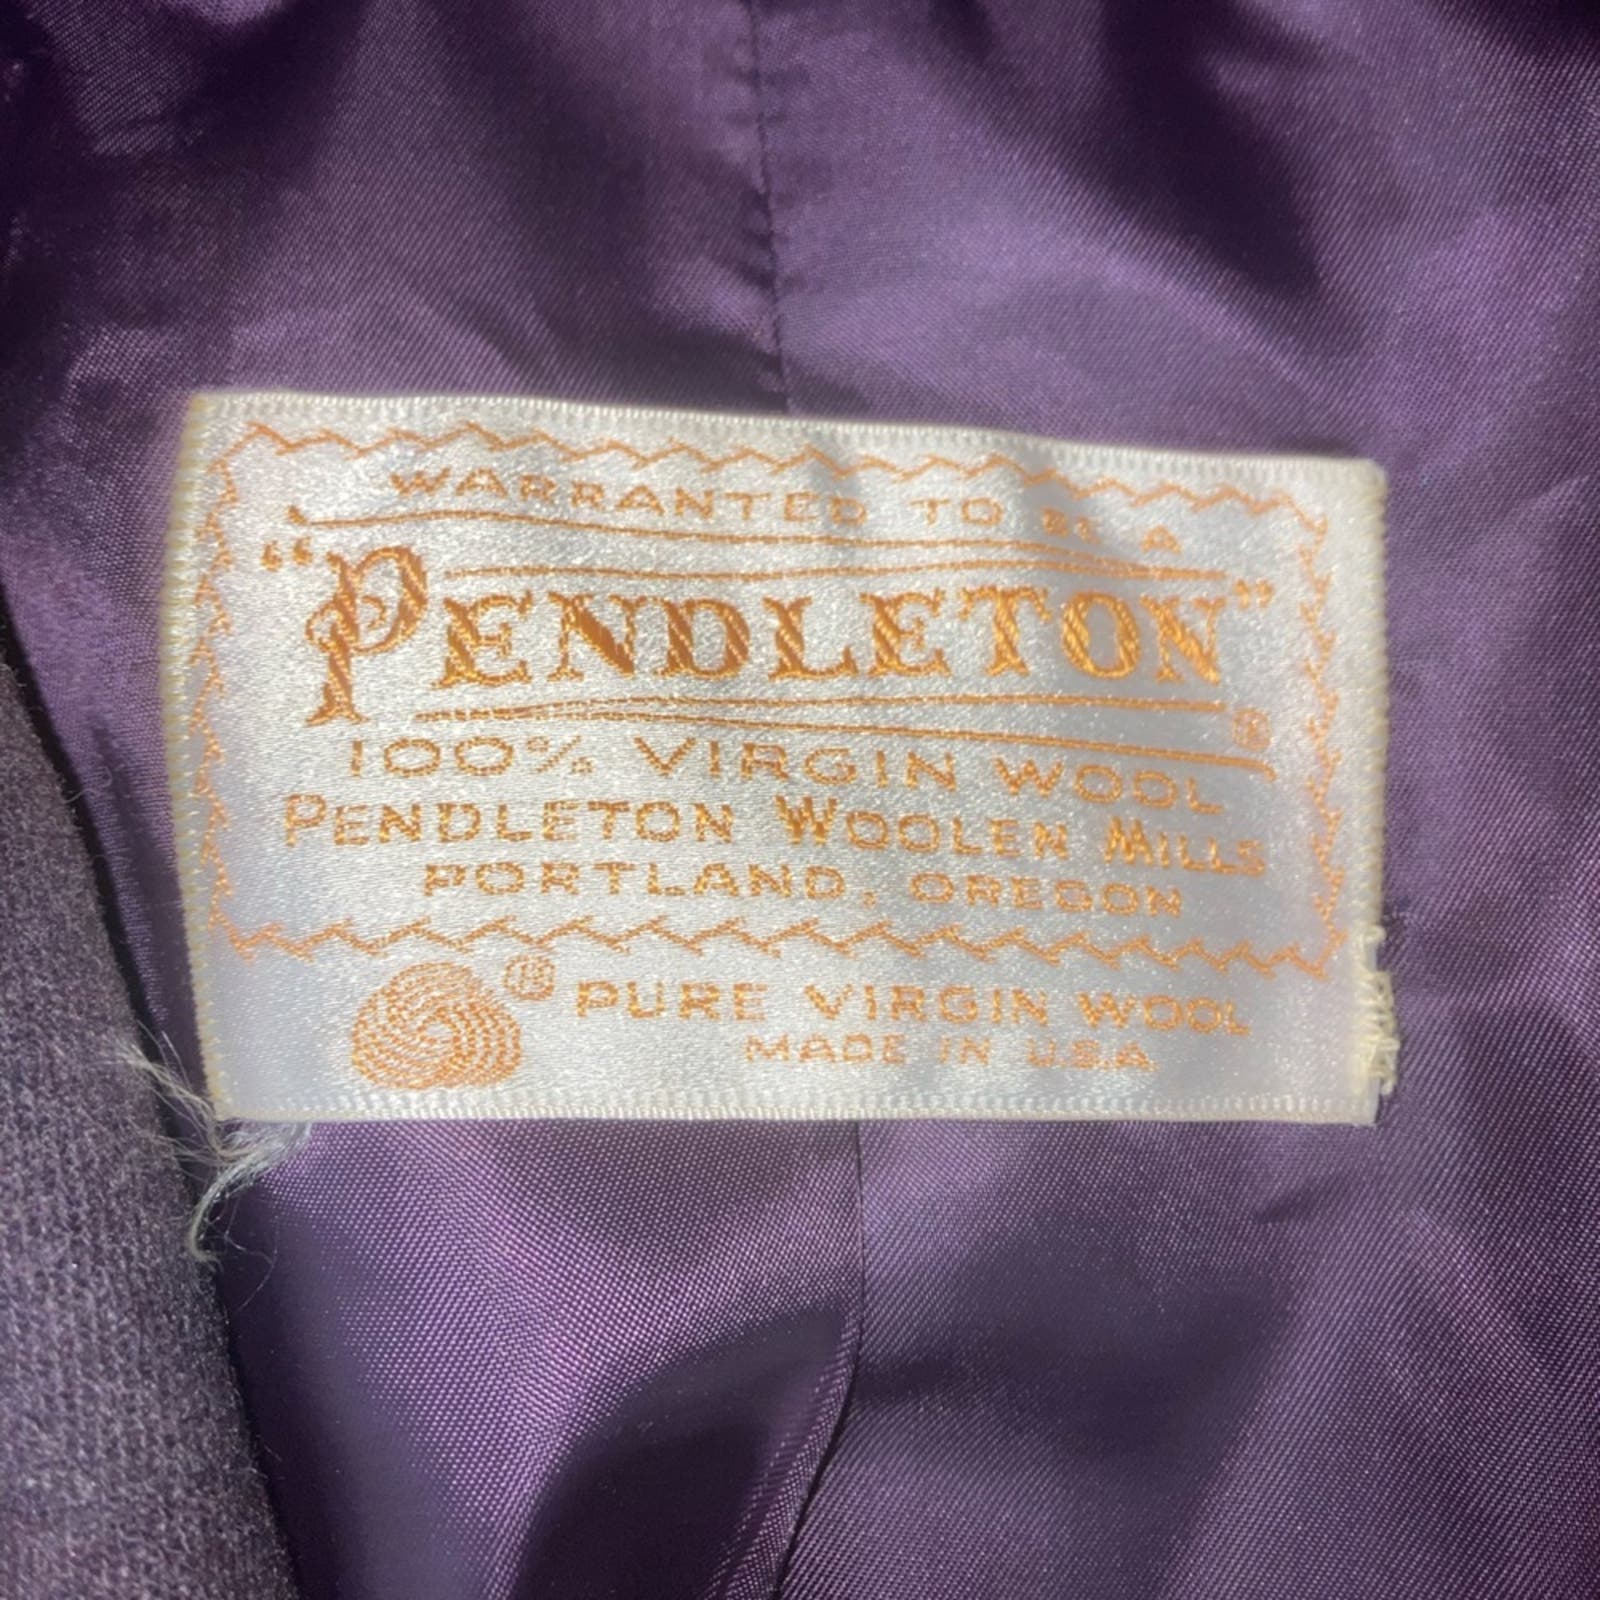 WARRANTED TO BE A
“PENDLETON” ®
100% VIRGIN WOOL
PENDLETON WOOLEN MILLS
PORTLAND, OREGON
® PURE VIRGIN WOOL
MADE IN U.S.A